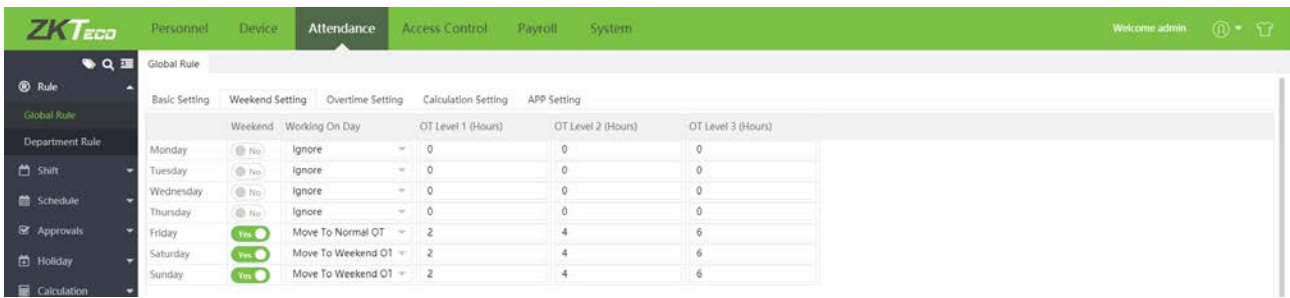 ZKTeco Personnel Device Attendance Access Control Payroll System Welcome admin
Global Rule
Rule
Basic Setting Weekend Setting Overtime Setting Calculation Setting APP Setting
Global Rule
Weekend Working On Day OT Level 1 (Hours) OT Level 2 (Hours) OT Level 3 (Hours)
Department Rule
Monday No Ignore 0 0 0
Shift
Tuesday No Ignore 0 0 0
Wednesday No Ignore 0 0 0
Schedule
Thursday No Ignore 0 0 0
Approvals
Friday Yes Move To Normal OT 2 4 6
Saturday Yes Move To Weekend OT 2 4 6
Holiday
Sunday Yes Move To Weekend OT 2 4 6
Calculation